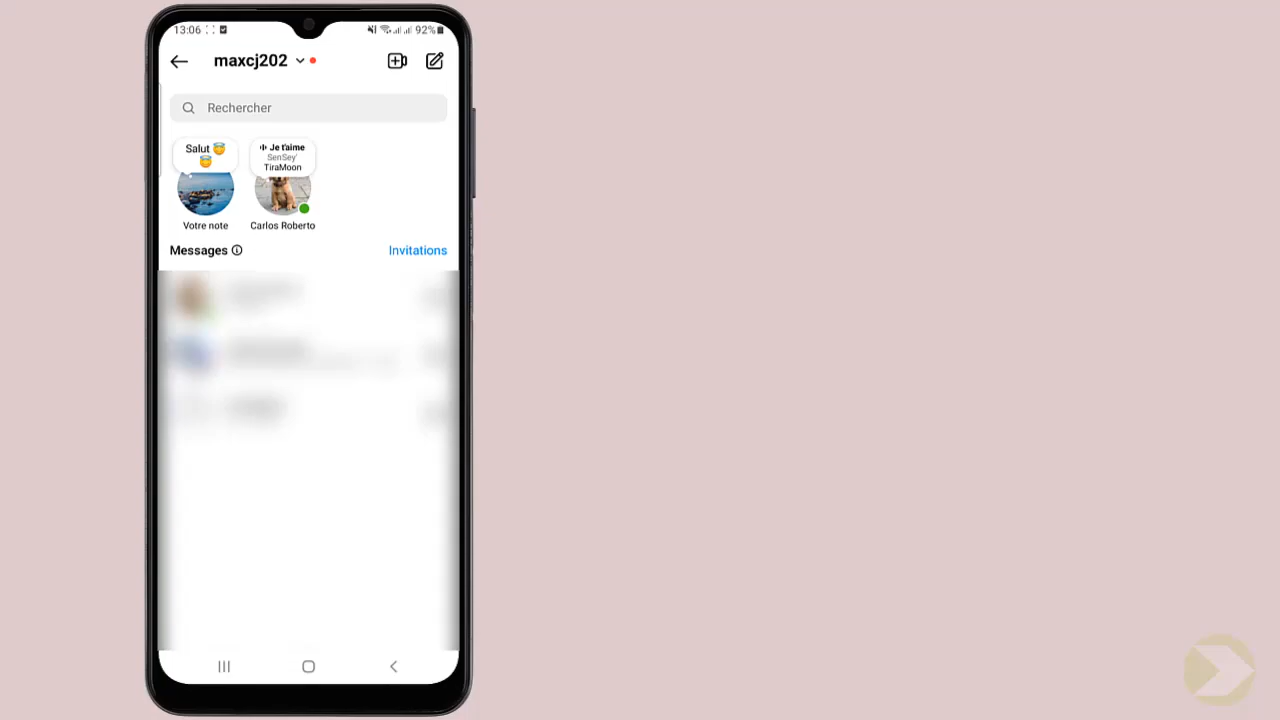 13:06
92%
maxcj202
Rechercher
Salut 😇
😇
Je t'aime
SenSey'
TiraMoon
Votre note
Carlos Roberto
Messages
Invitations